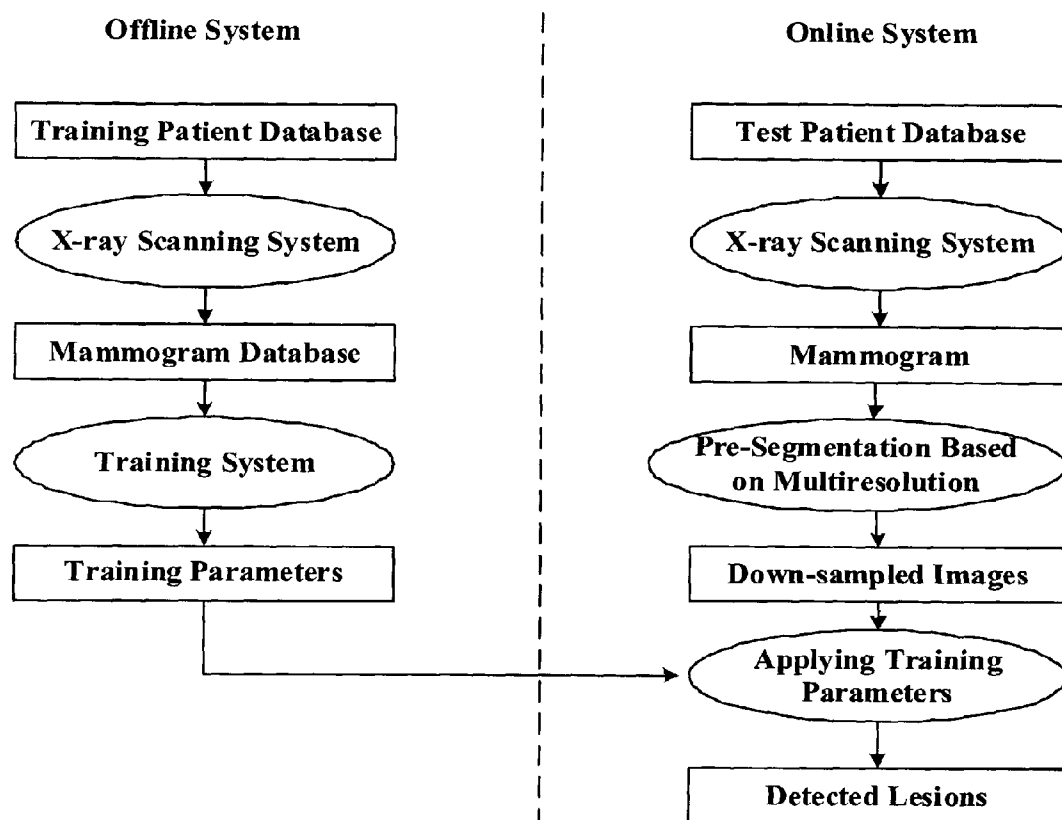 Offline System
Training Patient Database
X-ray Scanning System
Mammogram Database
Training System
Training Parameters
Online System
Test Patient Database
X-ray Scanning System
Mammogram
Pre-Segmentation Based
on Multiresolution
Down-sampled Images
Applying Training
Parameters
Detected Lesions